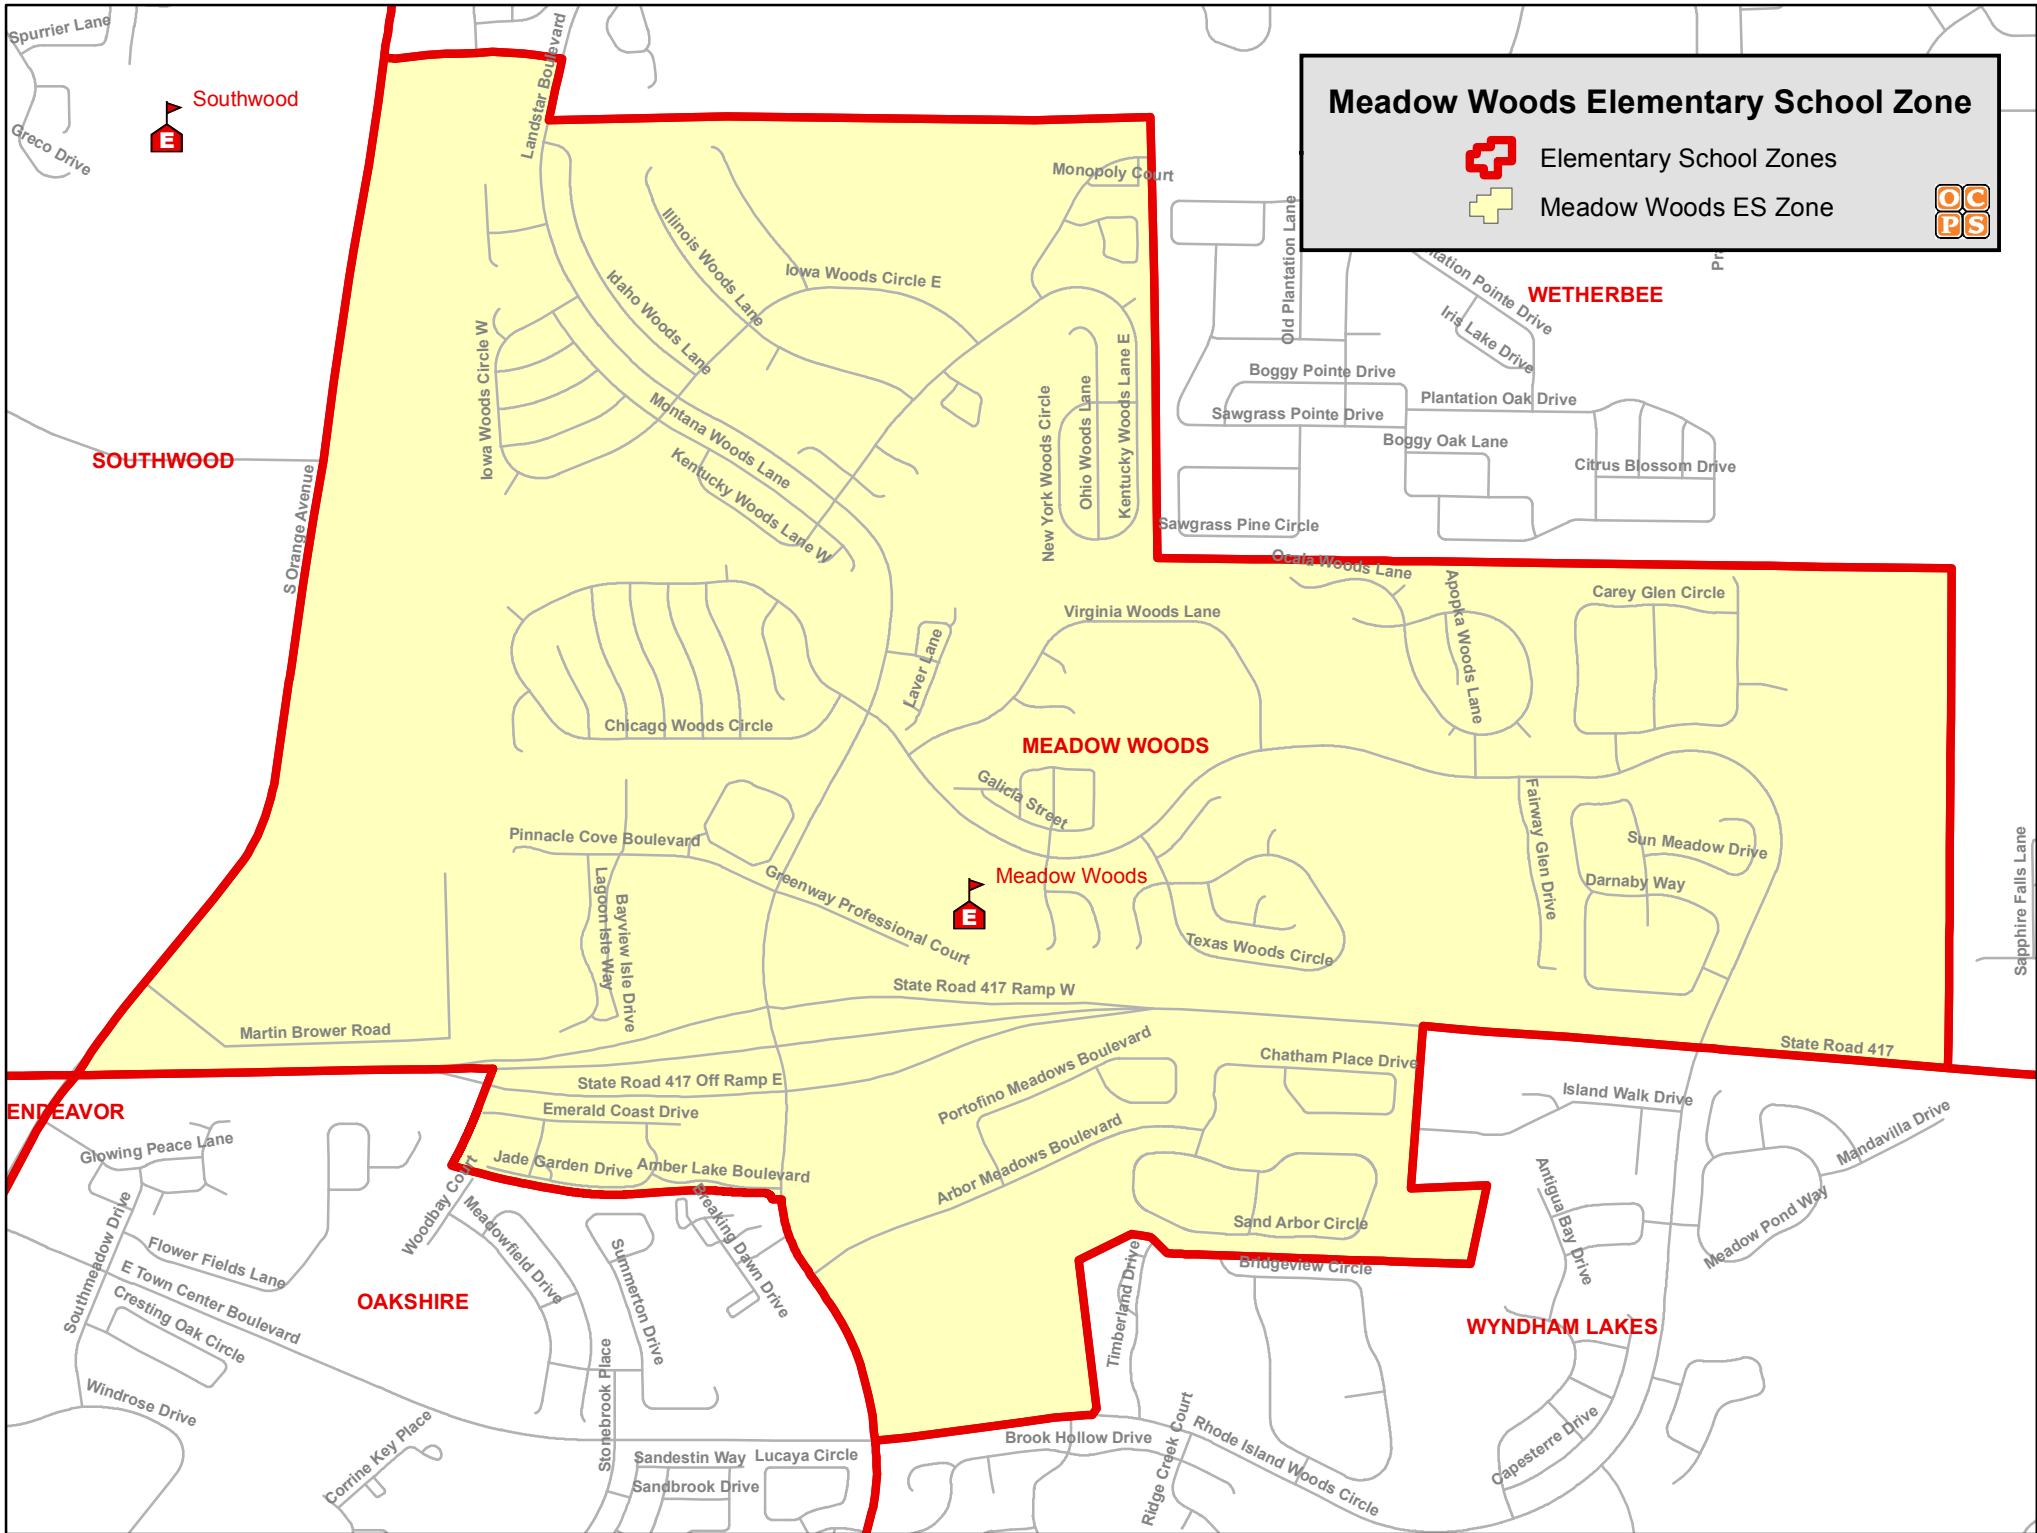 Meadow Woods Elementary School Zone
Elementary School Zones
Meadow Woods ES Zone
OC
PS
Spurrier Lane
Greco Drive
Southwood
E
Landstar Boulevard
Monopoly Court
Illinois Woods Lane
Idaho Woods Lane
Iowa Woods Circle E
Iowa Woods Circle W
Montana Woods Lane
Kentucky Woods Lane W
New York Woods Circle
Ohio Woods Lane
Kentucky Woods Lane E
Old Plantation Lane
WETHERBEE
ntation Pointe Drive
Iris Lake Drive
Boggy Pointe Drive
Plantation Oak Drive
Sawgrass Pointe Drive
Boggy Oak Lane
Citrus Blossom Drive
Sawgrass Pine Circle
SOUTHWOOD
S Orange Avenue
Ocala Woods Lane
Apopka Woods Lane
Carey Glen Circle
Virginia Woods Lane
Laver Lane
Chicago Woods Circle
MEADOW WOODS
Galicia Street
Fairway Glen Drive
Sun Meadow Drive
Darnaby Way
Sapphire Falls Lane
Pinnacle Cove Boulevard
Lagoon Isle Way
Bayview Isle Drive
Greenway Professional Court
Meadow Woods
E
Texas Woods Circle
State Road 417 Ramp W
Martin Brower Road
State Road 417
Portofino Meadows Boulevard
Chatham Place Drive
State Road 417 Off Ramp E
Emerald Coast Drive
Island Walk Drive
Mandavilla Drive
ENDEAVOR
Glowing Peace Lane
Jade Garden Drive
Amber Lake Boulevard
Arbor Meadows Boulevard
Woodbay Court
Meadowfield Drive
Breaking Dawn Drive
Sand Arbor Circle
Antigua Bay Drive
Meadow Pond Way
Southmeadow Drive
Flower Fields Lane
E Town Center Boulevard
Cresting Oak Circle
Summerton Drive
Timberland Drive
Bridgeview Circle
OAKSHIRE
WYNDHAM LAKES
Windrose Drive
Stonebrook Place
Corrine Key Place
Sandestin Way
Lucaya Circle
Sandbrook Drive
Brook Hollow Drive
Ridge Creek Court
Rhode Island Woods Circle
Capesterre Drive